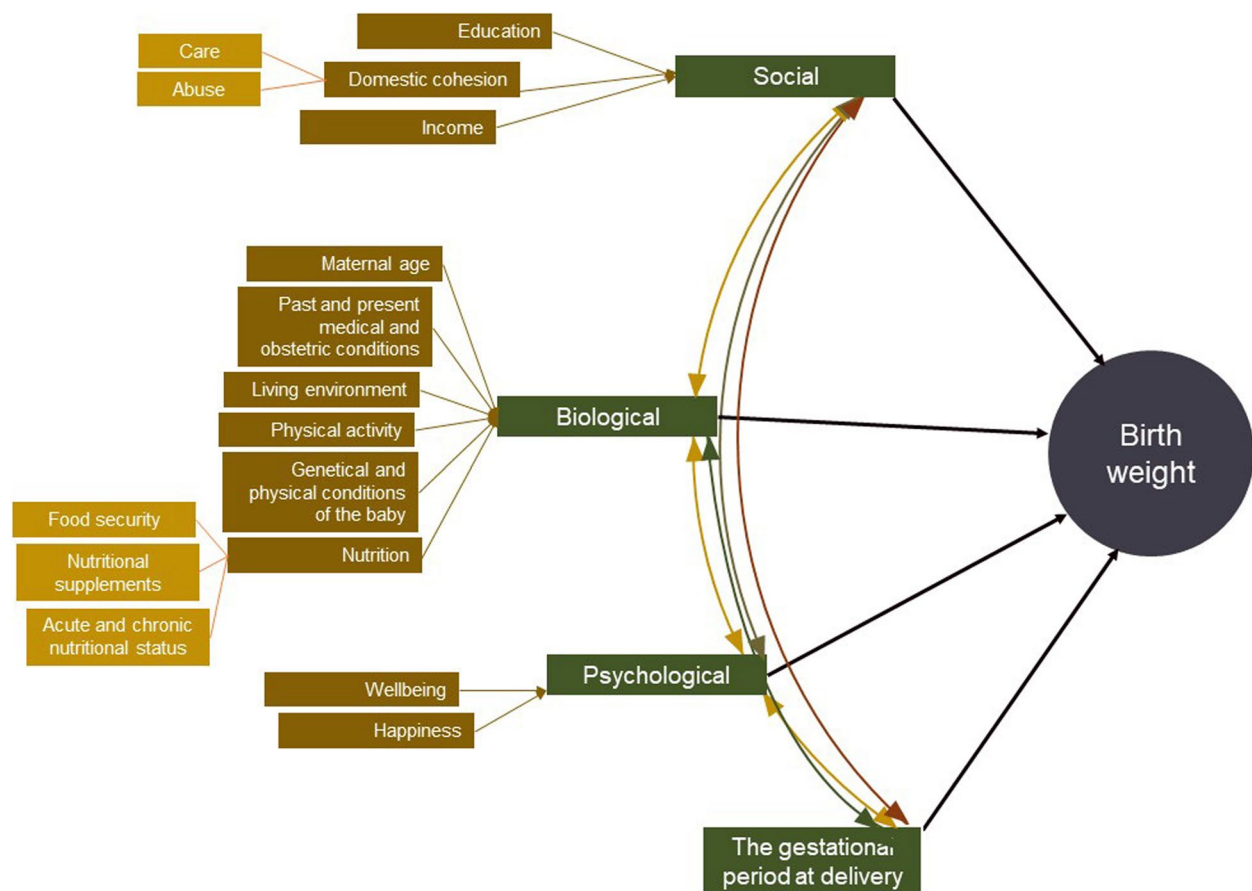 Education
Care
Domestic cohesion
Abuse
Income
Social
Maternal age
Past and present
medical and
obstetric conditions
Living environment
Physical activity
Genetical and
physical conditions
of the baby
Nutrition
Biological
Food security
Nutritional
supplements
Acute and chronic
nutritional status
Birth
weight
Psychological
Wellbeing
Happiness
The gestational
period at delivery